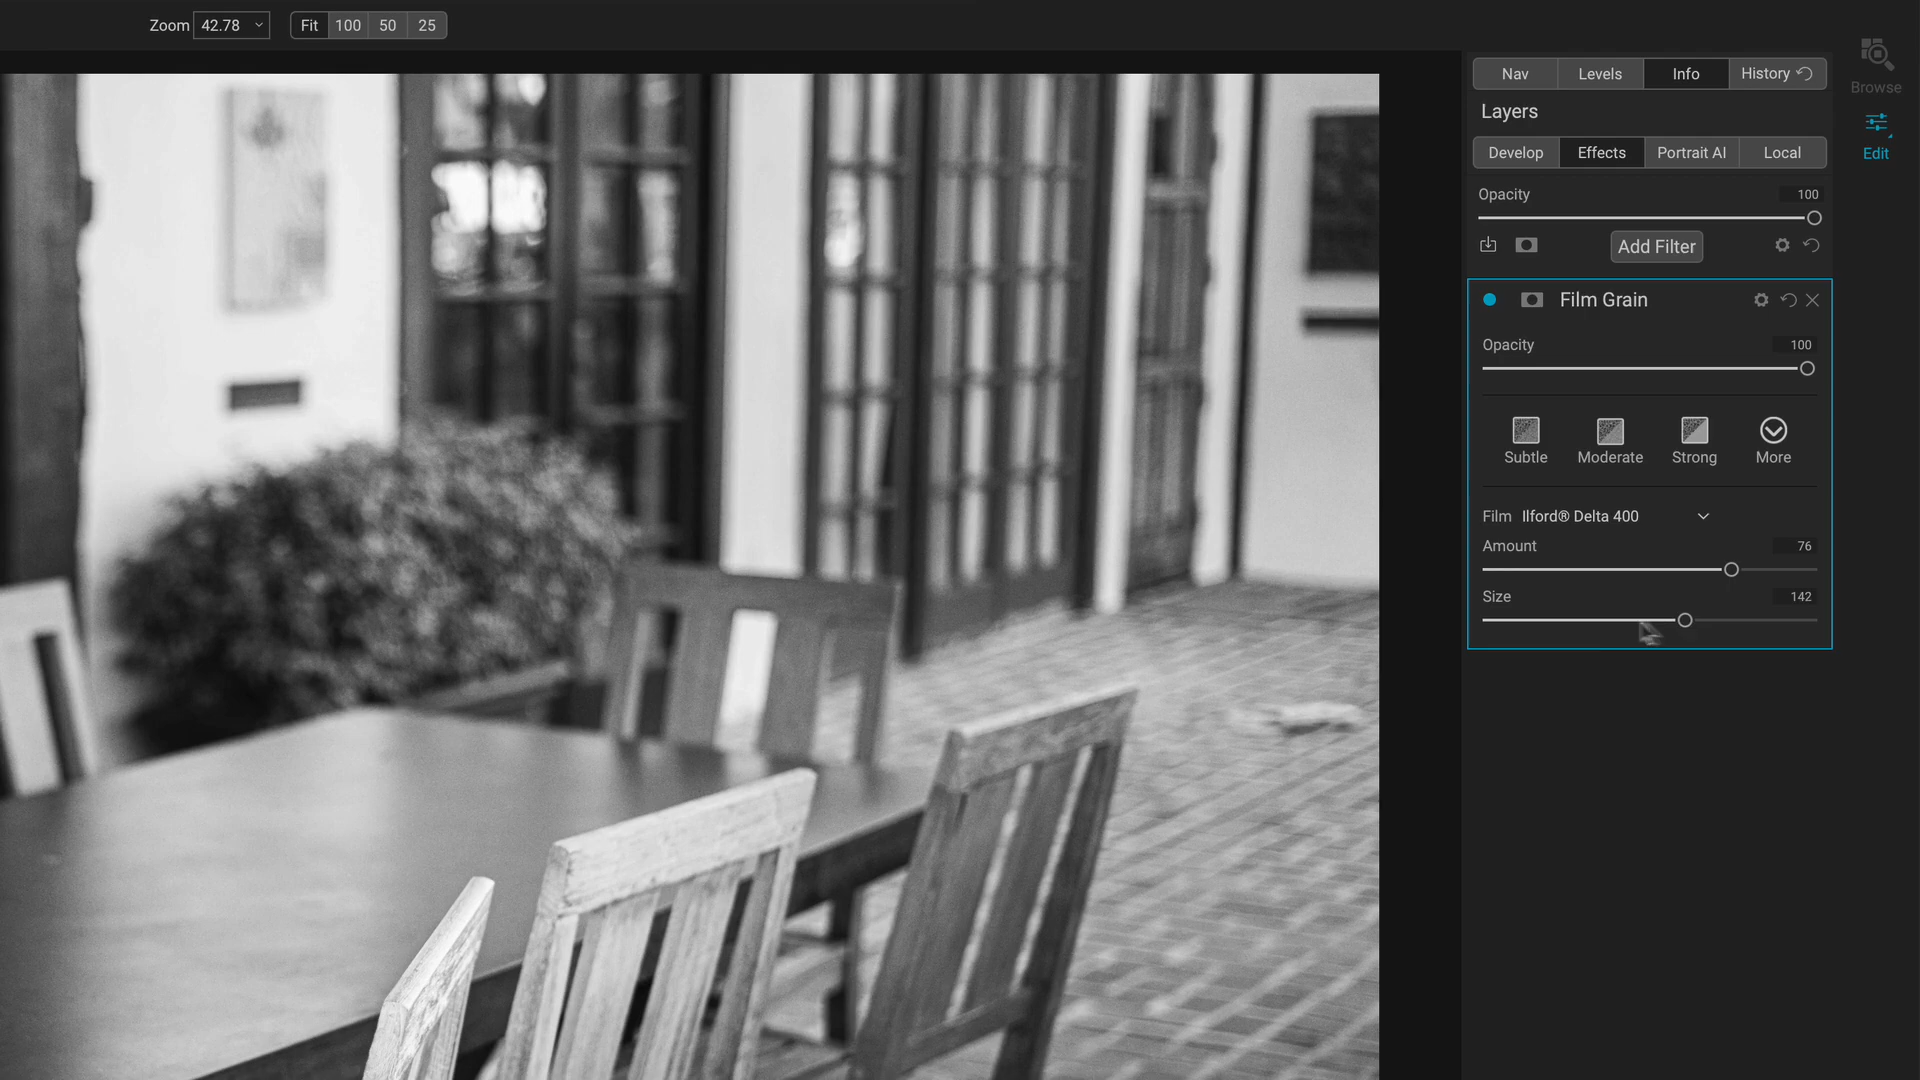 Zoom 42.78 Fit 100 50 25
Nav Levels Info History
Browse
Layers
Develop Effects Portrait AI Local
Edit
Opacity 100
Add Filter
Film Grain
Opacity 100
Subtle Moderate Strong More
Film Ilford® Delta 400
Amount 76
Size 142